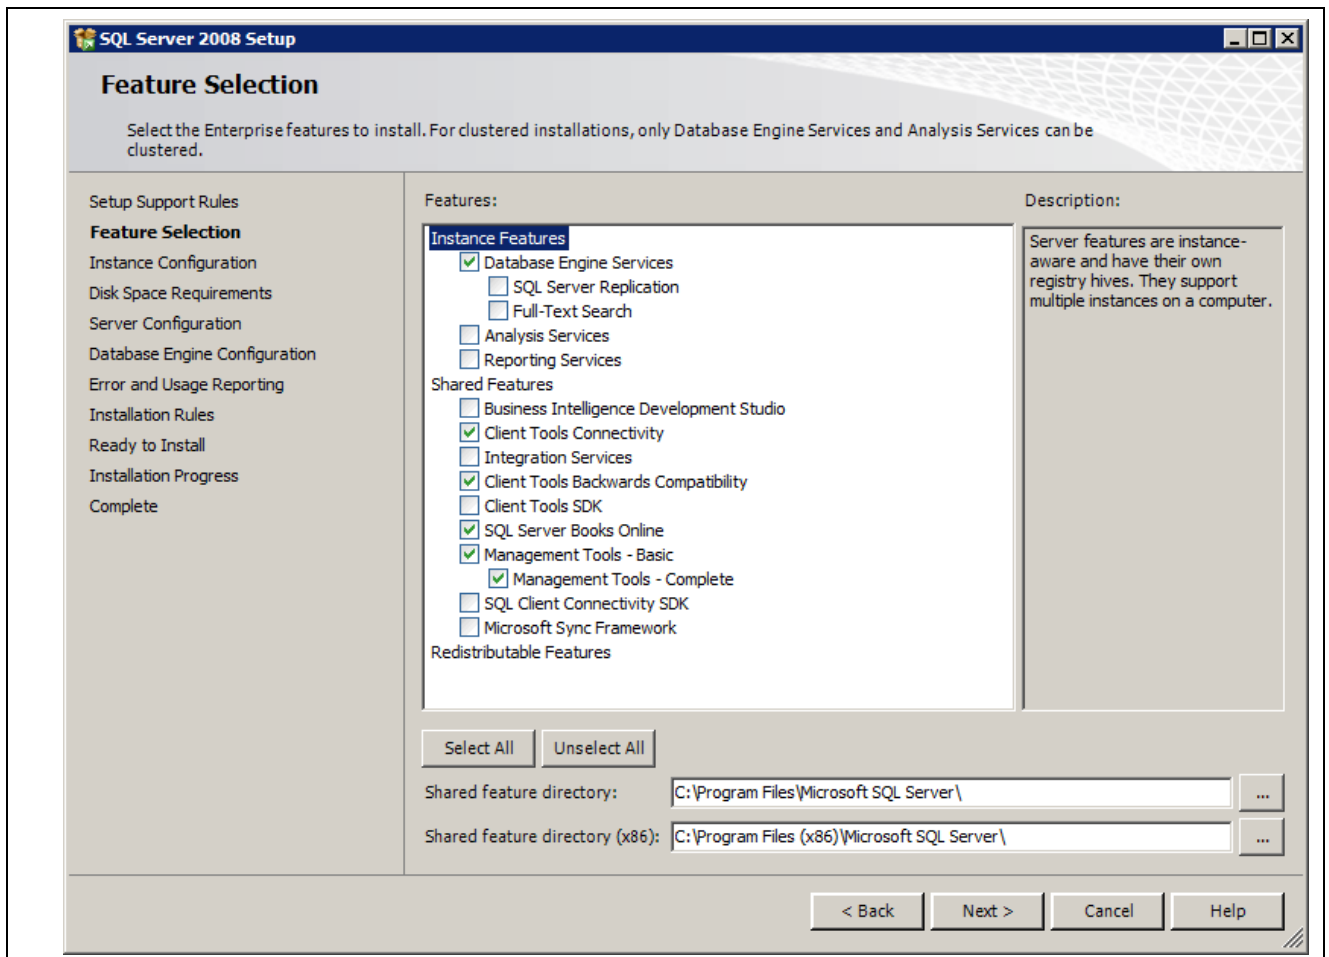 SQL Server 2008 Setup
Feature Selection
Select the Enterprise features to install. For clustered installations, only Database Engine Services and Analysis Services can be
clustered.
Setup Support Rules
Feature Selection
Instance Configuration
Disk Space Requirements
Server Configuration
Database Engine Configuration
Error and Usage Reporting
Installation Rules
Ready to Install
Installation Progress
Complete
Features:
Instance Features
Database Engine Services
SQL Server Replication
Full-Text Search
Analysis Services
Reporting Services
Shared Features
Business Intelligence Development Studio
Client Tools Connectivity
Integration Services
Client Tools Backwards Compatibility
Client Tools SDK
SQL Server Books Online
Management Tools - Basic
Management Tools - Complete
SQL Client Connectivity SDK
Microsoft Sync Framework
Redistributable Features
Description:
Server features are instance-
aware and have their own
registry hives. They support
multiple instances on a computer.
Select All
Unselect All
Shared feature directory:
C:\Program Files\Microsoft SQL Server\
...
Shared feature directory (x86):
C:\Program Files (x86)\Microsoft SQL Server\
...
< Back
Next >
Cancel
Help